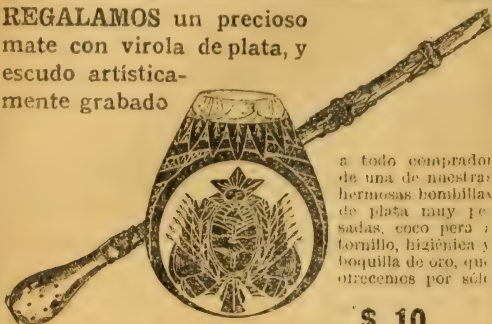 REGALAMOS un precioso
mate con virola de plata, y
escudo artística-
mente grabado
a todo comprador
de una de nuestras
hermosas bombillas
de plata muy pe-
sadas, coco pera a
tornillo, higiénica y
boquilla de oro, que
ofrecemos por sólo
$ 10